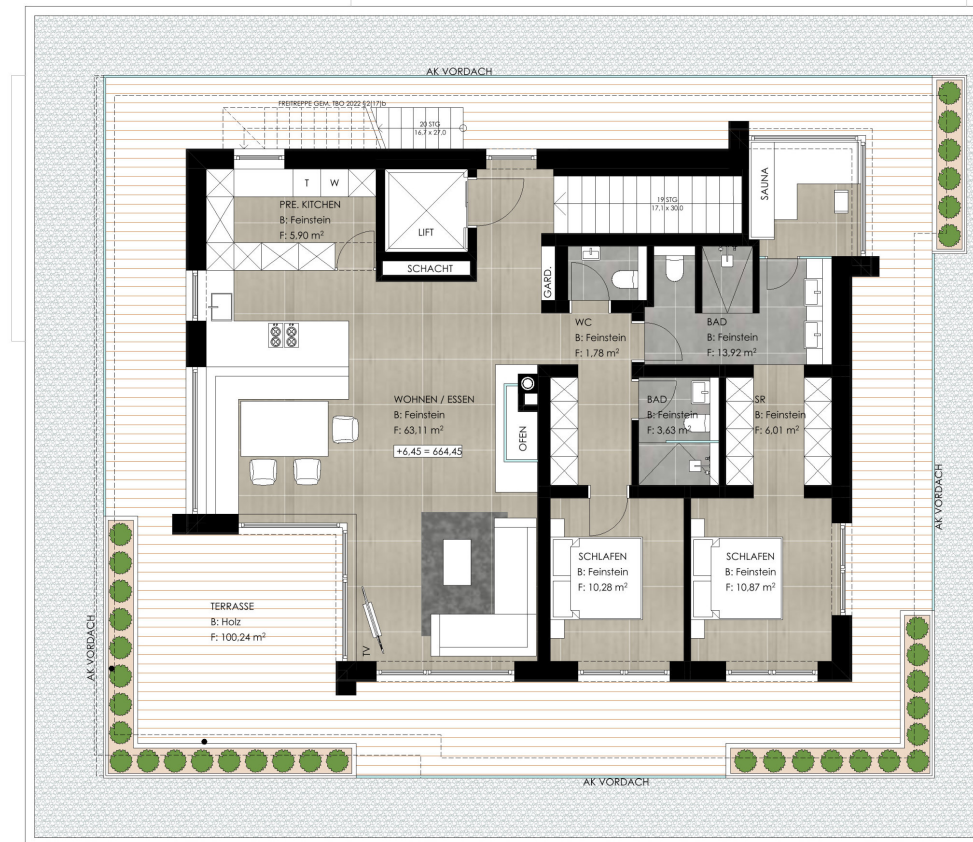 AK VORDACH
FREITREPPE GEM. TBO 2022 §2(17)b
20 STG
16,7 x 27,0
T
W
PRE. KITCHEN
B: Feinstein
F: 5,90 m²
LIFT
SCHACHT
19 STG
17,1 x 30,0
SAUNA
GARD.
WC
B: Feinstein
F: 1,78 m²
BAD
B: Feinstein
F: 13,92 m²
WOHNEN / ESSEN
B: Feinstein
F: 63,11 m²
+6,45 = 664,45
OFEN
BAD
B: Feinstein
F: 3,63 m²
SR
B: Feinstein
F: 6,01 m²
AK VORDACH
SCHLAFEN
B: Feinstein
F: 10,28 m²
SCHLAFEN
B: Feinstein
F: 10,87 m²
TERRASSE
B: Holz
F: 100,24 m²
TV
AK VORDACH
AK VORDACH